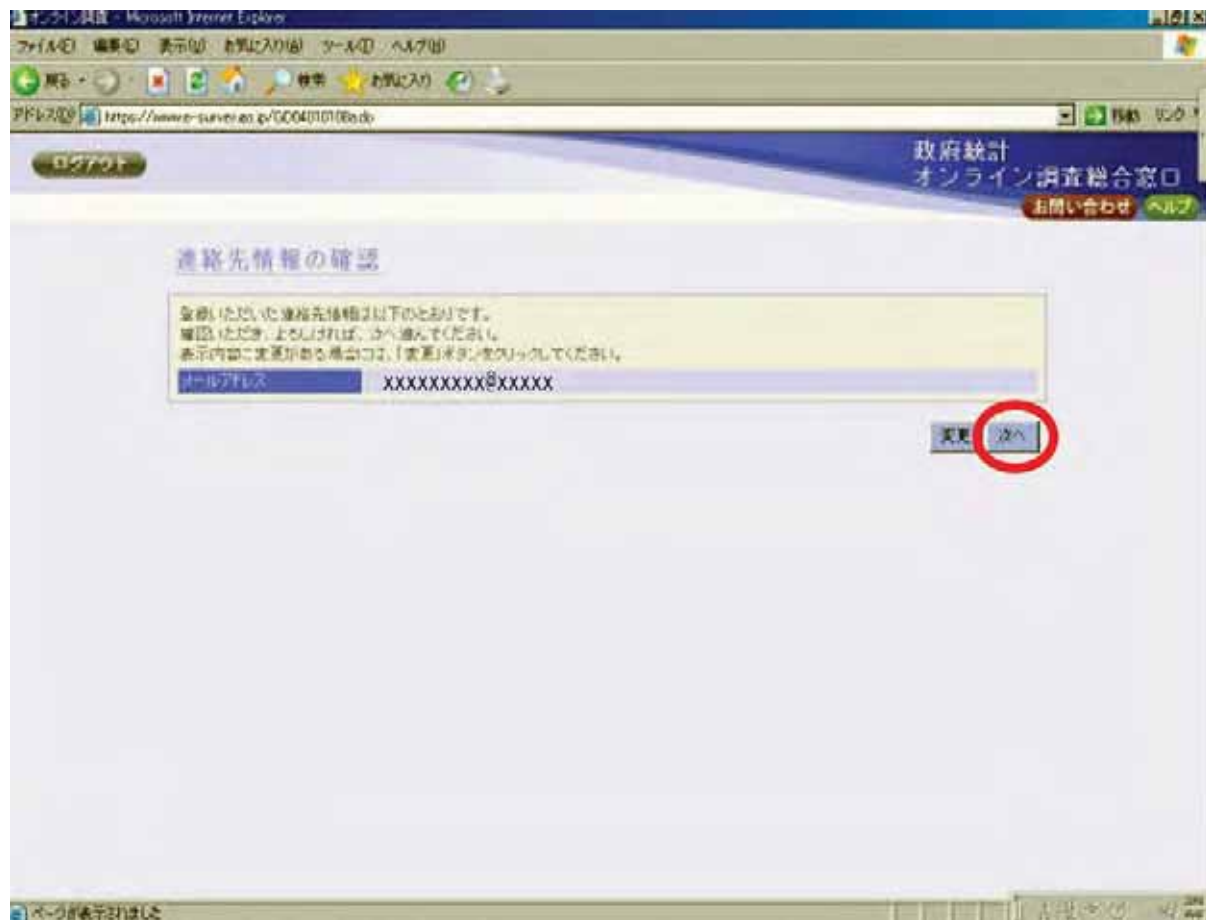 オンライン調査 - Microsoft Internet Explorer
ファイル(F) 編集(E) 表示(V) お気に入り(A) ツール(T) ヘルプ(H)
戻る 検索 お気に入り
アドレス(D) 移動 リンク
ログアウト
政府統計
オンライン調査総合窓口
お問い合わせ ヘルプ
連絡先情報の確認
登録いただいた連絡先情報は以下のとおりです。
確認いただき、よろしければ、次へ進んでください。
表示内容に変更がある場合には、「変更」ボタンをクリックしてください。
メールアドレス XXXXXXXXX@XXXXX
変更 次へ
ページが表示されました